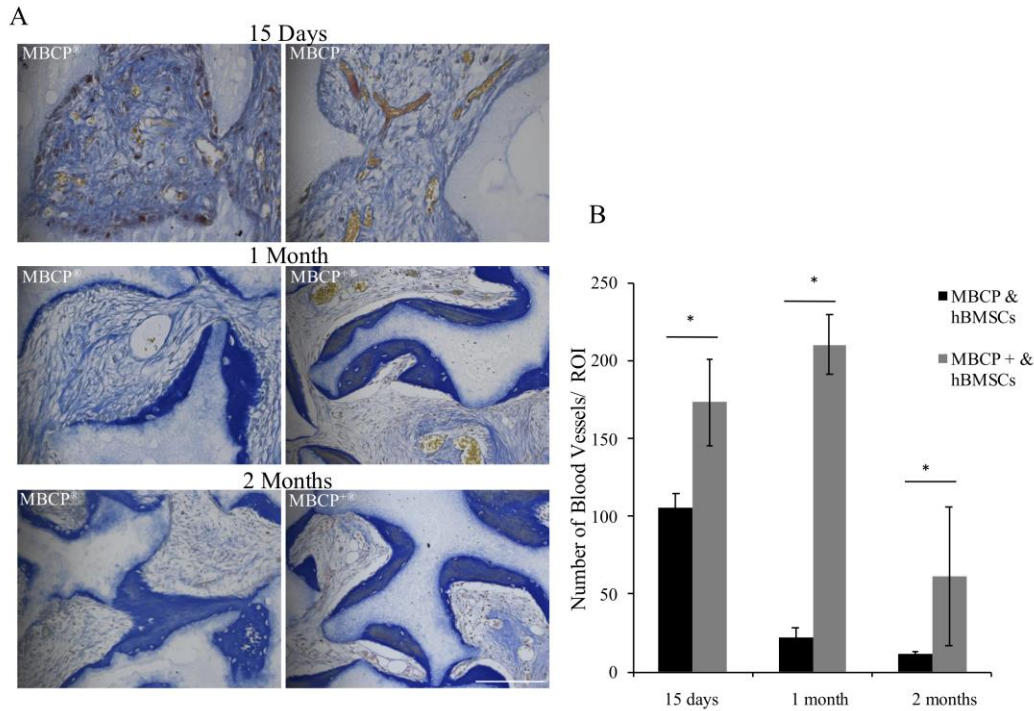 A
15 Days
MBCP®
MBCP+®
1 Month
MBCP®
MBCP+®
2 Months
MBCP®
MBCP+®
B
Number of Blood Vessels/ ROI
250
200
150
100
50
0
*
*
*
15 days
1 month
2 months
MBCP &
hBMSCs
MBCP + &
hBMSCs